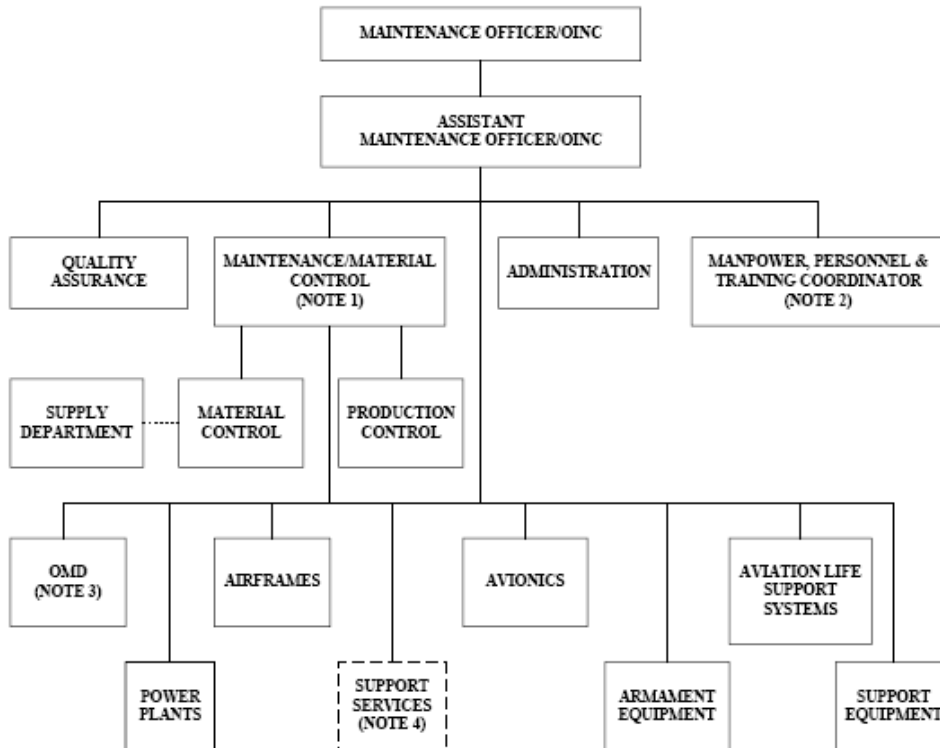 MAINTENANCE OFFICER/OINC
ASSISTANT
MAINTENANCE OFFICER/OINC
QUALITY
ASSURANCE
MAINTENANCE/MATERIAL
CONTROL
(NOTE 1)
ADMINISTRATION
MANPOWER, PERSONNEL &
TRAINING COORDINATOR
(NOTE 2)
SUPPLY
DEPARTMENT
MATERIAL
CONTROL
PRODUCTION
CONTROL
OMD
(NOTE 3)
AIRFRAMES
AVIONICS
AVIATION LIFE
SUPPORT
SYSTEMS
POWER
PLANTS
SUPPORT
SERVICES
(NOTE 4)
ARMAMENT
EQUIPMENT
SUPPORT
EQUIPMENT